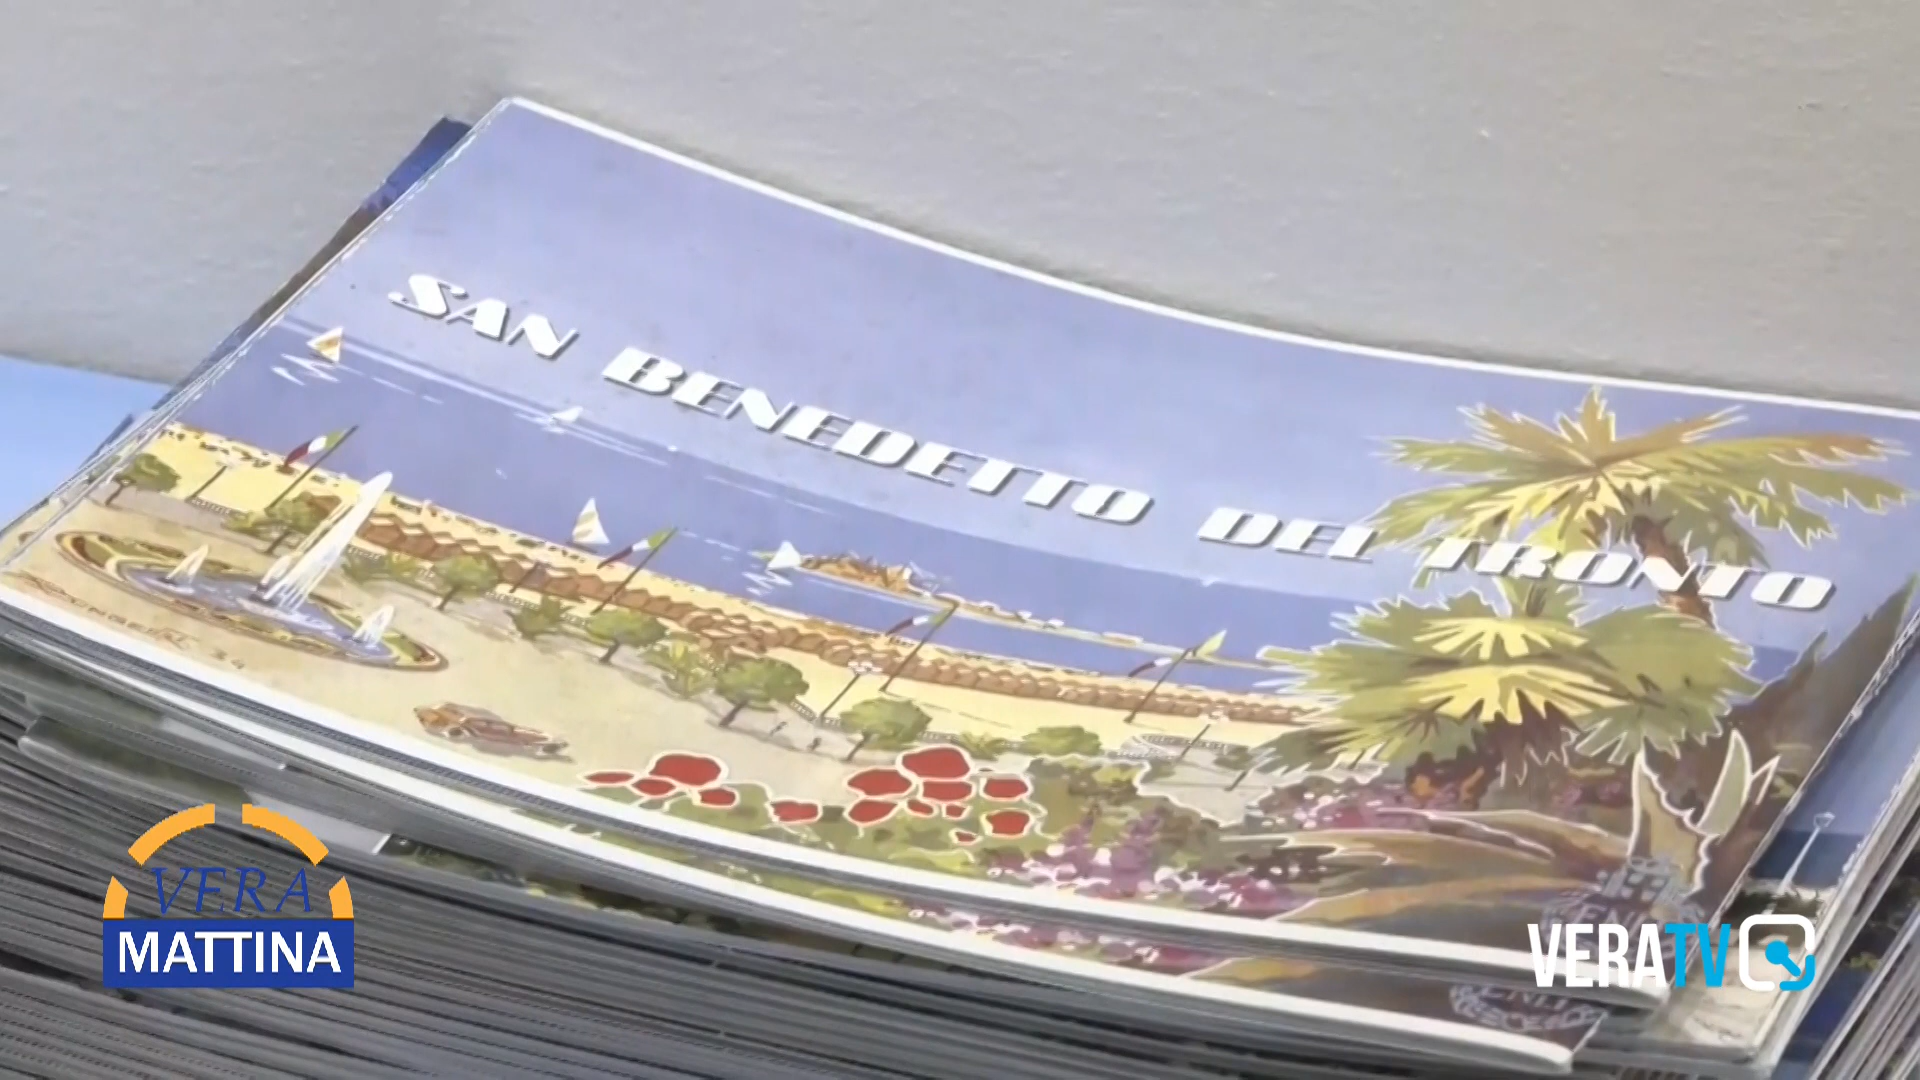 SAN BENEDETTO DEL TRONTO
VERA
MATTINA
VERATV